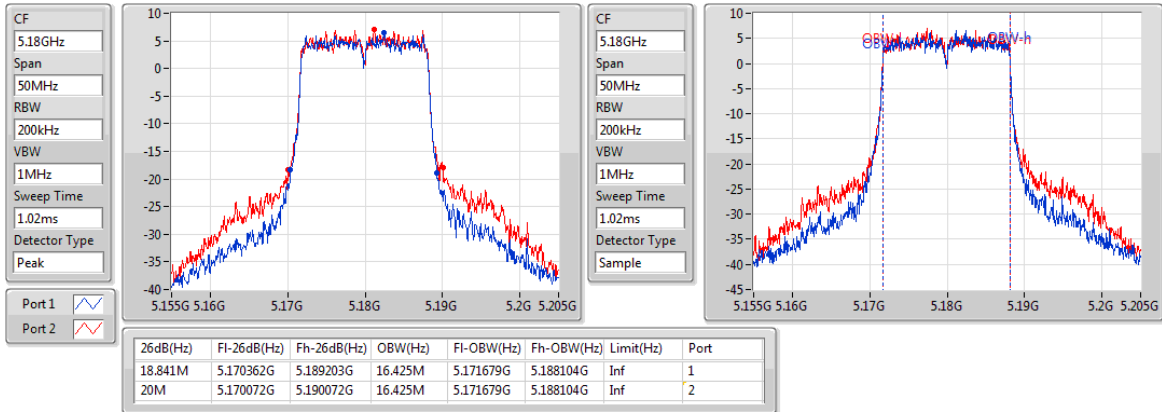 CF
5.18GHz
Span
50MHz
RBW
200kHz
VBW
1MHz
Sweep Time
1.02ms
Detector Type
Peak
Port 1
Port 2
10
5
0
-5
-10
-15
-20
-25
-30
-35
-40
5.155G 5.16G 5.17G 5.18G 5.19G 5.2G 5.205G
CF
5.18GHz
Span
50MHz
RBW
200kHz
VBW
1MHz
Sweep Time
1.02ms
Detector Type
Sample
10
5
0
-5
-10
-15
-20
-25
-30
-35
-40
-45
OBW-h
5.155G 5.16G 5.17G 5.18G 5.19G 5.2G 5.205G
26dB(Hz) Fl-26dB(Hz) Fh-26dB(Hz) OBW(Hz) Fl-OBW(Hz) Fh-OBW(Hz) Limit(Hz) Port
18.841M 5.170362G 5.189203G 16.425M 5.171679G 5.188104G Inf 1
20M 5.170072G 5.190072G 16.425M 5.171679G 5.188104G Inf 2